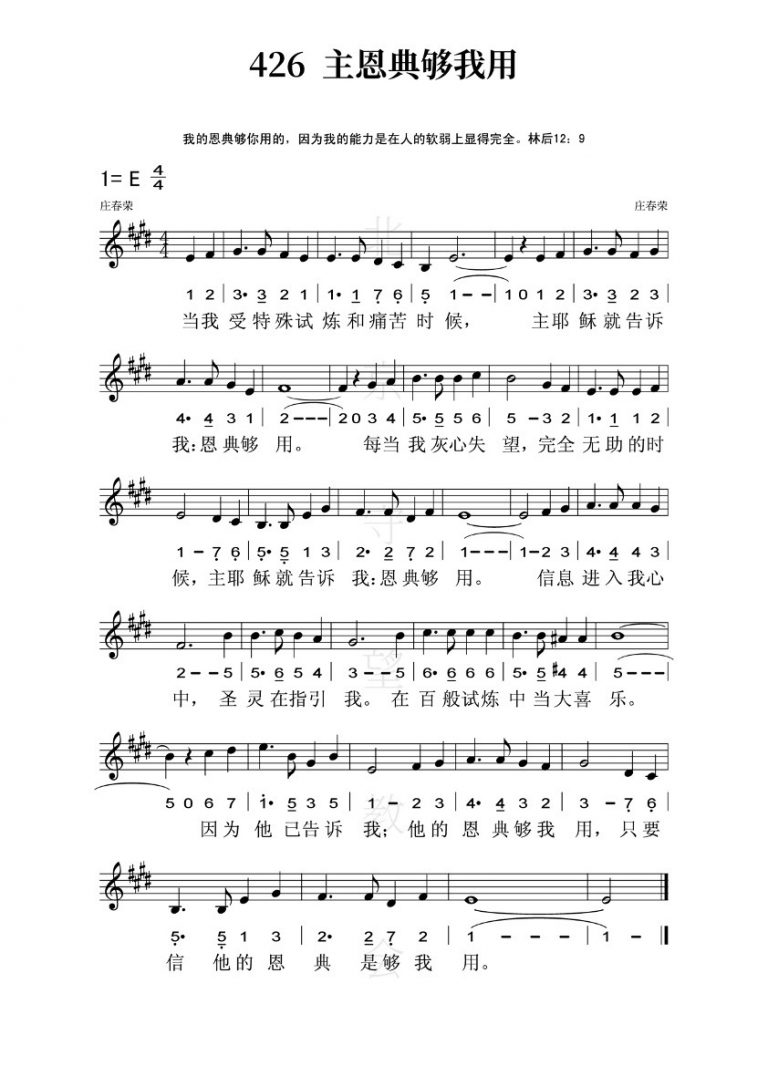 426 主恩典够我用
我的恩典够你用的，因为我的能力是在人的软弱上显得完全。林后12：9
1= E 4/4
庄春荣 庄春荣
1 2 | 3• 3 2 1 | 1• 1 7 6 | 5 1 - - | 1 0 1 2 | 3• 3 2 3
当我 受特殊试 炼和痛苦 时 候， 主耶 稣就告诉
4• 4 3 1 | 2 - - - | 2 0 3 4 | 5• 5 5 6 | 5 - 3 2 | 1• 1 1 2
我：恩典够 用。 每当 我灰心失 望，完全 无助的时
1 - 7 6 | 5• 5 1 3 | 2• 2 7 2 | 1 - - - | 1 - 2 3 | 4• 4 4 3
候，主耶 稣就告诉 我：恩典够 用。 信息 进入我心
2 - - 5 | 5• 6 5 4 | 3 - - 5 | 6• 6 6 6 | 5• 5 #4 4 | 5 - - -
中， 圣 灵在指引 我。在 百般试炼 中当大喜 乐。
5 0 6 7 | 1• 5 3 5 | 1 - 2 3 | 4• 4 3 2 | 3 - 7 6
因为 他已告诉 我；他的 恩典够我 用，只要
5• 5 1 3 | 2• 2 7 2 | 1 - - - | 1 -
信 他的恩 典 是够我 用。
北京守望教会